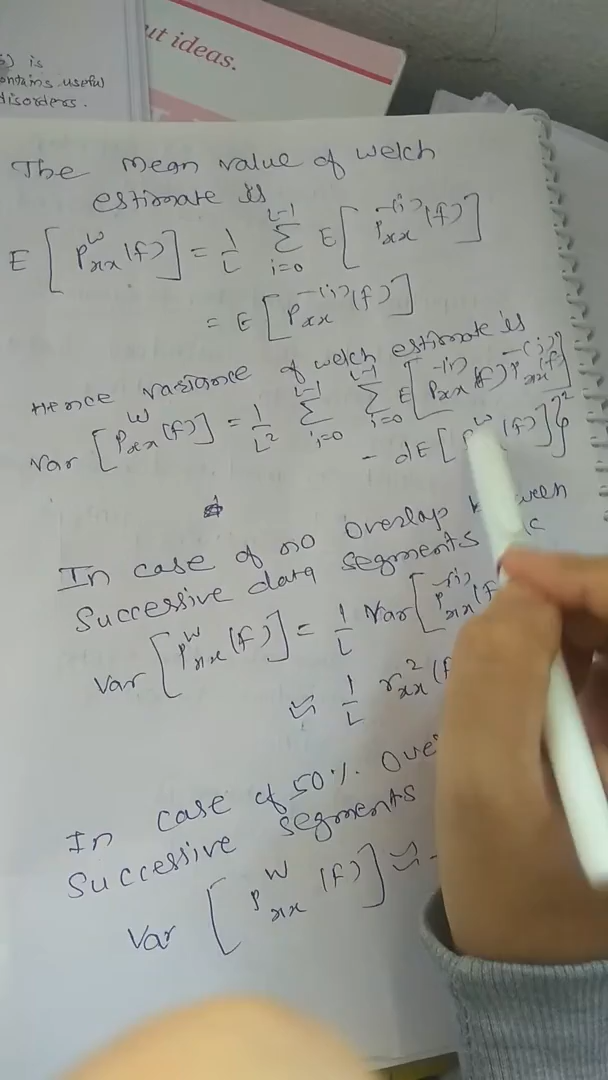 ut ideas.
s) is
ontains useful
disorders.
The Mean value of welch
estimate is
E [P^w_xx(f)] = 1/L Σ_{i=0}^{L-1} E[P̃^(i)_xx(f)]
= E[P̃^(i)_xx(f)]
Hence variance of welch estimate is
Var [P^W_xx(f)] = 1/L² Σ_{i=0}^{L-1} Σ_{i=0}^{L-1} E[P̃^(i)_xx(f) P̃^(j)_xx(f)]
- {E[P^W (f)]}²
In case of no overlap
Successive data segments
Var [P^W_xx(f)] = 1/L Var[P̃^(i)_xx(f
≈ 1/L r²_xx(f
In case of 50% Ove
Successive segments
Var [P^W_xx(f)] ≈